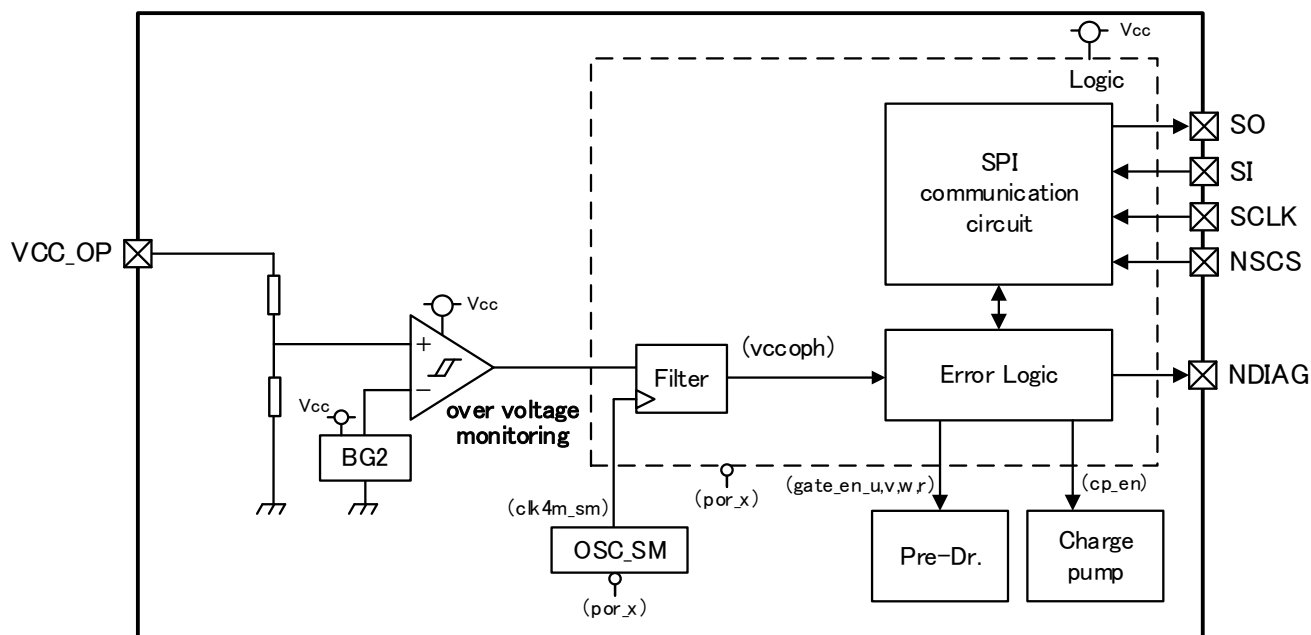 Vcc
Logic
SPI
communication
circuit
SO
SI
SCLK
NSCS
VCC_OP
Vcc
+
−
Vcc
BG2
over voltage
monitoring
Filter
(vccoph)
Error Logic
NDIAG
(clk4m_sm)
OSC_SM
(por_x)
(por_x)
(gate_en_u,v,w,r)
(cp_en)
Pre-Dr.
Charge
pump